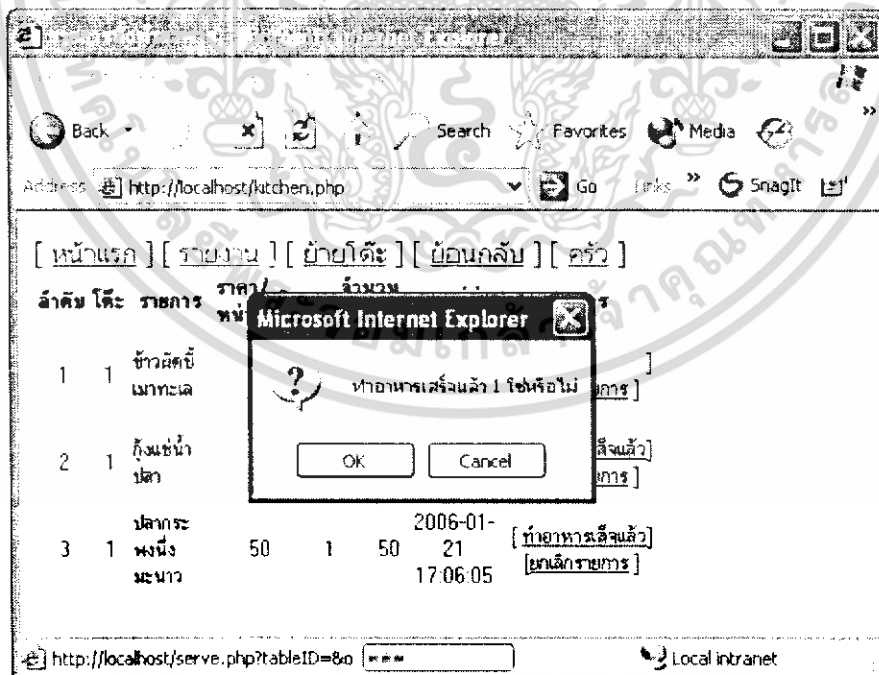 Back Search Favorites Media »
Address http://localhost/kitchen.php Go Links » SnagIt
[ หน้าแรก ] [ รายงาน ] [ ย้ายโต๊ะ ] [ ย้อนกลับ ] [ ครัว ]
ลำดับ โต๊ะ รายการ ราคา/ จำนวน
Microsoft Internet Explorer
ทำอาหารเสร็จแล้ว 1 ใช่หรือไม่
OK Cancel
1 1 ข้าวผัดขี้
เมาทะเล
2 1 กุ้งแช่น้ำ
ปลา
3 1 ปลากระ
พงนึ่ง
มะนาว
50 1 50 2006-01-
21
17:06:05
[ ทำอาหารเสร็จแล้ว]
[ยกเลิกรายการ ]
http://localhost/serve.php?tableID=&o Local intranet